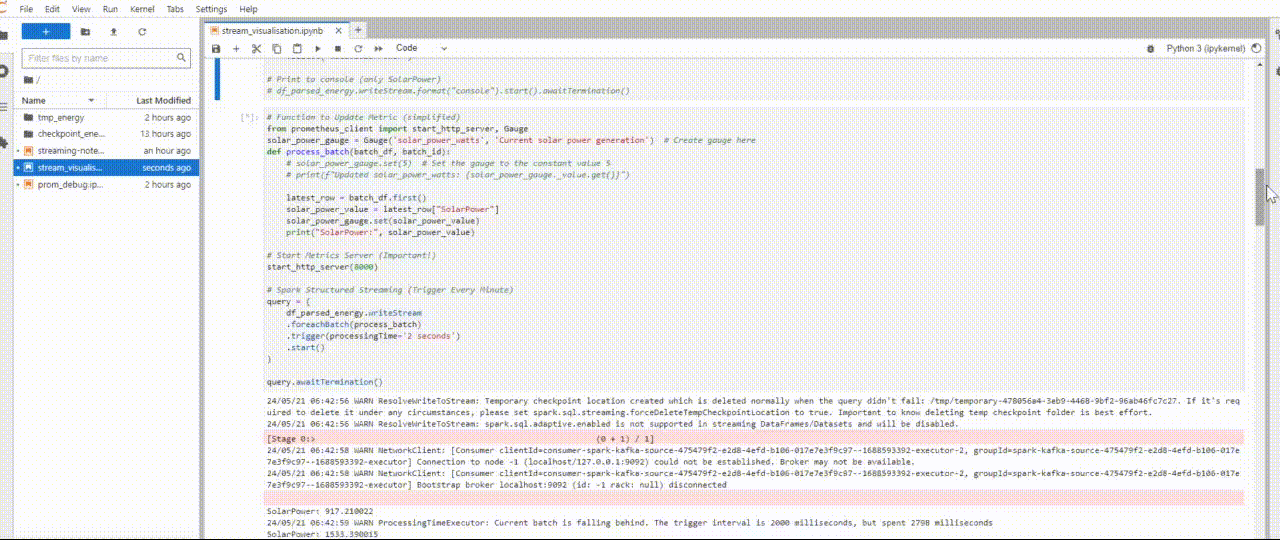 File Edit View Run Kernel Tabs Settings Help
+
Filter files by name
/
Name Last Modified
tmp_energy 2 hours ago
checkpoint_ene... 13 hours ago
streaming-note... an hour ago
stream_visualis... seconds ago
prom_debug.ip... 2 hours ago
stream_visualisation.ipynb × +
Code
Python 3 (ipykernel)
# Print to console (only SolarPower)
# df_parsed_energy.writeStream.format("console").start().awaitTermination()
[*]:
# Function to Update Metric (simplified)
from prometheus_client import start_http_server, Gauge
solar_power_gauge = Gauge('solar_power_watts', 'Current solar power generation')  # Create gauge here
def process_batch(batch_df, batch_id):
# solar_power_gauge.set(5)  # Set the gauge to the constant value 5
# print(f"Updated solar_power_watts: {solar_power_gauge._value.get()}")
latest_row = batch_df.first()
solar_power_value = latest_row["SolarPower"]
solar_power_gauge.set(solar_power_value)
print("SolarPower:", solar_power_value)
# Start Metrics Server (Important!)
start_http_server(8000)
# Spark Structured Streaming (Trigger Every Minute)
query = (
df_parsed_energy.writeStream
.foreachBatch(process_batch)
.trigger(processingTime='2 seconds')
.start()
)
query.awaitTermination()
24/05/21 06:42:56 WARN ResolveWriteToStream: Temporary checkpoint location created which is deleted normally when the query didn't fail: /tmp/temporary-478056a4-3eb9-4468-9bf2-96ab46fc7c27. If it's req
uired to delete it under any circumstances, please set spark.sql.streaming.forceDeleteTempCheckpointLocation to true. Important to know deleting temp checkpoint folder is best effort.
24/05/21 06:42:56 WARN ResolveWriteToStream: spark.sql.adaptive.enabled is not supported in streaming DataFrames/Datasets and will be disabled.
[Stage 0:> (0 + 1) / 1]
24/05/21 06:42:58 WARN NetworkClient: [Consumer clientId=consumer-spark-kafka-source-475479f2-e2d8-4efd-b106-017e7e3f9c97--1688593392-executor-2, groupId=spark-kafka-source-475479f2-e2d8-4efd-b106-017e
7e3f9c97--1688593392-executor] Connection to node -1 (localhost/127.0.0.1:9092) could not be established. Broker may not be available.
24/05/21 06:42:58 WARN NetworkClient: [Consumer clientId=consumer-spark-kafka-source-475479f2-e2d8-4efd-b106-017e7e3f9c97--1688593392-executor-2, groupId=spark-kafka-source-475479f2-e2d8-4efd-b106-017e
7e3f9c97--1688593392-executor] Bootstrap broker localhost:9092 (id: -1 rack: null) disconnected
SolarPower: 917.210022
24/05/21 06:42:59 WARN ProcessingTimeExecutor: Current batch is falling behind. The trigger interval is 2000 milliseconds, but spent 2798 milliseconds
SolarPower: 1533.390015